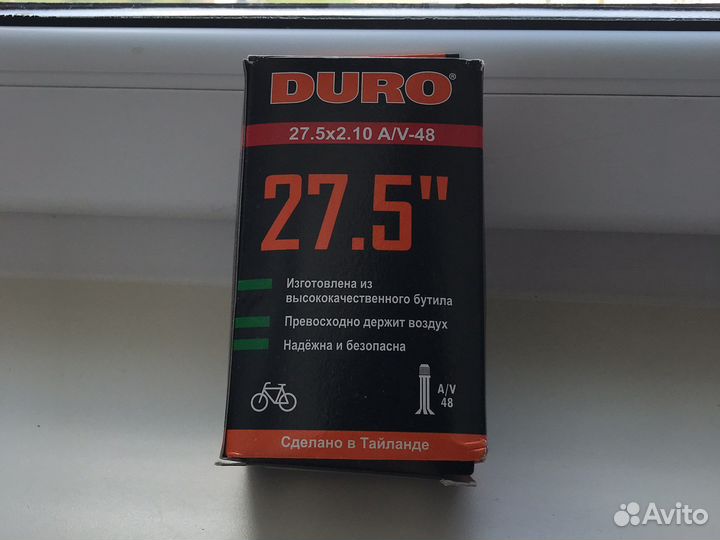 DURO®
27.5x2.10 A/V-48
27.5"
Изготовлена из
высококачественного бутила
Превосходно держит воздух
Надёжна и безопасна
A/V
48
Сделано в Тайланде
Avito